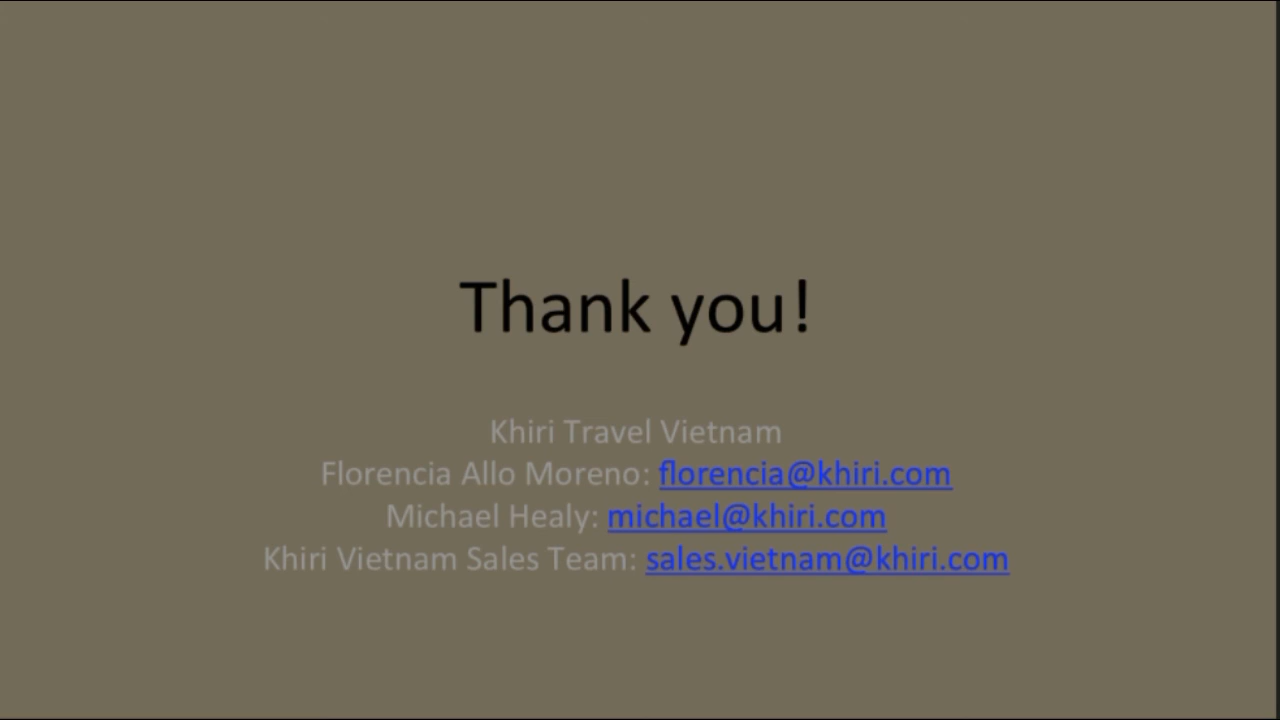 Thank you!
Khiri Travel Vietnam
Florencia Allo Moreno: florencia@khiri.com
Michael Healy: michael@khiri.com
Khiri Vietnam Sales Team: sales.vietnam@khiri.com